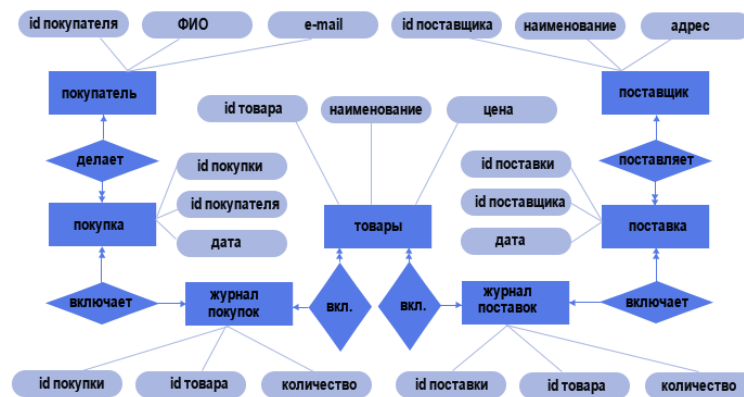 id покупателя
ФИО
e-mail
id поставщика
наименование
адрес
покупатель
поставщик
id товара
наименование
цена
делает
поставляет
id покупки
id покупателя
дата
id поставки
id поставщика
дата
покупка
товары
поставка
включает
журнал
покупок
вкл.
вкл.
журнал
поставок
включает
id покупки
id товара
количество
id поставки
id товара
количество